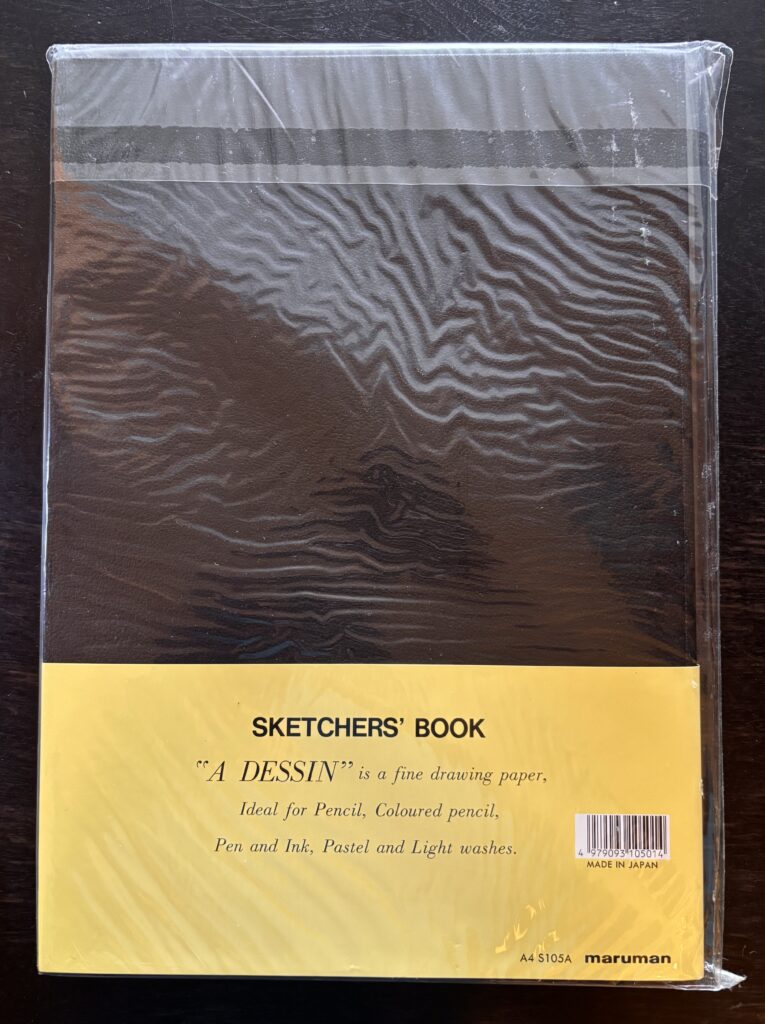 SKETCHERS' BOOK
“A DESSIN” is a fine drawing paper,
Ideal for Pencil, Coloured pencil,
Pen and Ink, Pastel and Light washes.
4 979093 105014
MADE IN JAPAN
A4 S105A maruman